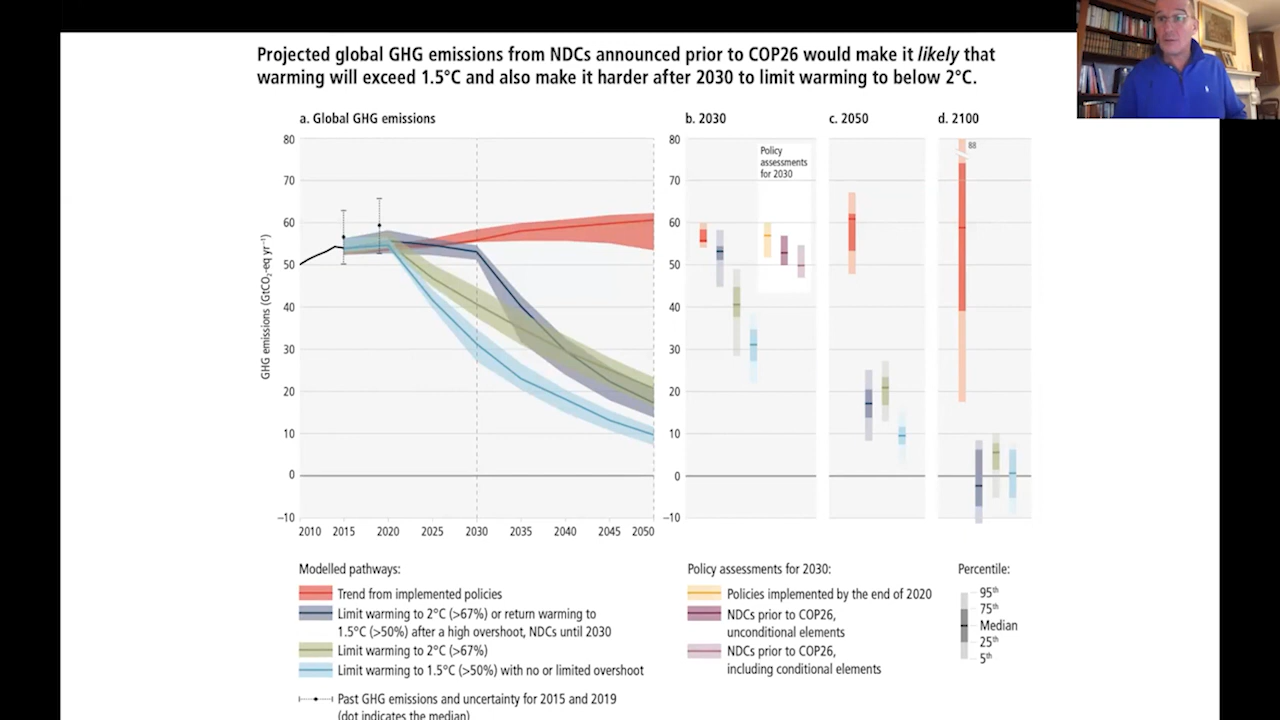 Projected global GHG emissions from NDCs announced prior to COP26 would make it likely that
warming will exceed 1.5°C and also make it harder after 2030 to limit warming to below 2°C.
a. Global GHG emissions
b. 2030
c. 2050
d. 2100
GHG emissions (GtCO₂-eq yr⁻¹)
80
70
60
50
40
30
20
10
0
–10
2010 2015 2020 2025 2030 2035 2040 2045 2050
80
70
60
50
40
30
20
10
0
–10
Policy
assessments
for 2030
88
Modelled pathways:
Trend from implemented policies
Limit warming to 2°C (>67%) or return warming to
1.5°C (>50%) after a high overshoot, NDCs until 2030
Limit warming to 2°C (>67%)
Limit warming to 1.5°C (>50%) with no or limited overshoot
Past GHG emissions and uncertainty for 2015 and 2019
(dot indicates the median)
Policy assessments for 2030:
Policies implemented by the end of 2020
NDCs prior to COP26,
unconditional elements
NDCs prior to COP26,
including conditional elements
Percentile:
95th
75th
Median
25th
5th